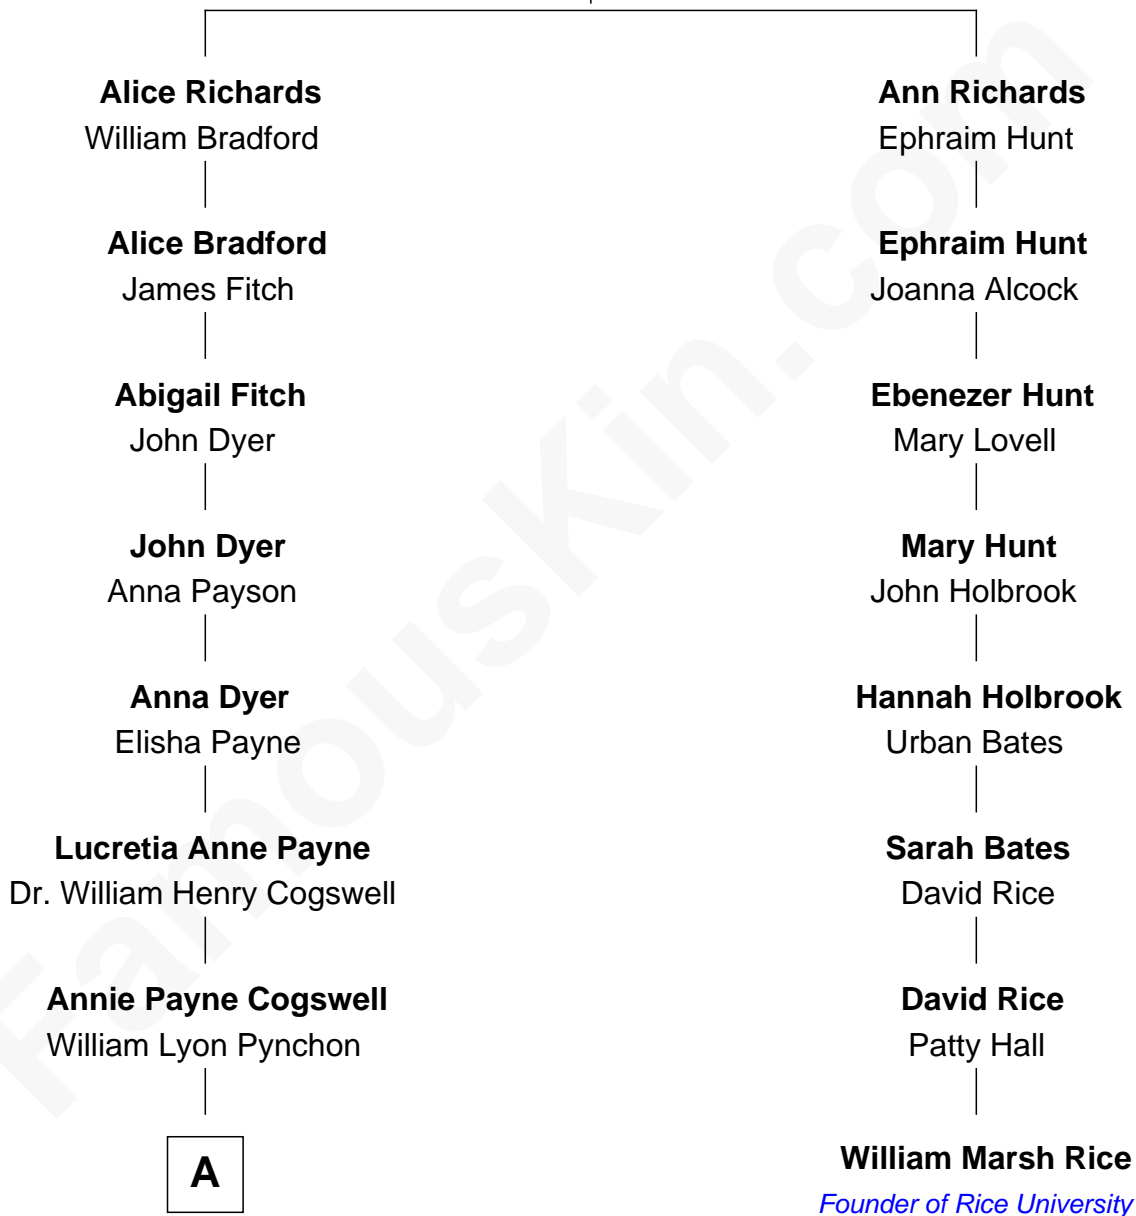 Alice Richards
William Bradford
Alice Bradford
James Fitch
Abigail Fitch
John Dyer
John Dyer
Anna Payson
Anna Dyer
Elisha Payne
Lucretia Anne Payne
Dr. William Henry Cogswell
Annie Payne Cogswell
William Lyon Pynchon
A
Ann Richards
Ephraim Hunt
Ephraim Hunt
Joanna Alcock
Ebenezer Hunt
Mary Lovell
Mary Hunt
John Holbrook
Hannah Holbrook
Urban Bates
Sarah Bates
David Rice
David Rice
Patty Hall
William Marsh Rice
Founder of Rice University
FamousKin.com